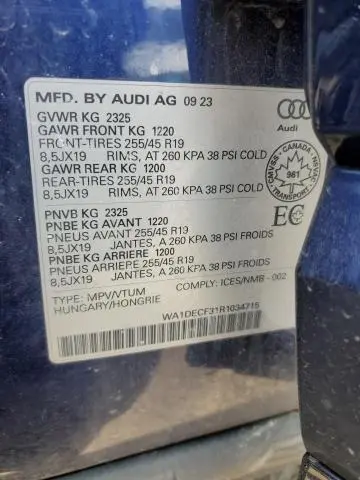 MFD. BY AUDI AG 09 23
GVWR KG 2325
GAWR FRONT KG 1220
FRONT-TIRES 255/45 R19
8,5JX19 RIMS, AT 260 KPA 38 PSI COLD
GAWR REAR KG 1200
REAR-TIRES 255/45 R19
8,5JX19 RIMS, AT 260 KPA 38 PSI COLD
Audi
CANADA
CMVSS
NSVAC
961
PNVB KG 2325
PNBE KG AVANT 1220
PNEUS AVANT 255/45 R19
8,5JX19 JANTES, A 260 KPA 38 PSI FROIDS
PNBE KG ARRIERE 1200
PNEUS ARRIERE 255/45 R19
8,5JX19 JANTES, A 260 KPA 38 PSI FROIDS
EC
TYPE: MPV/VTUM COMPLY: ICES/NMB - 002
HUNGARY/HONGRIE
WA1DECF31R1034715